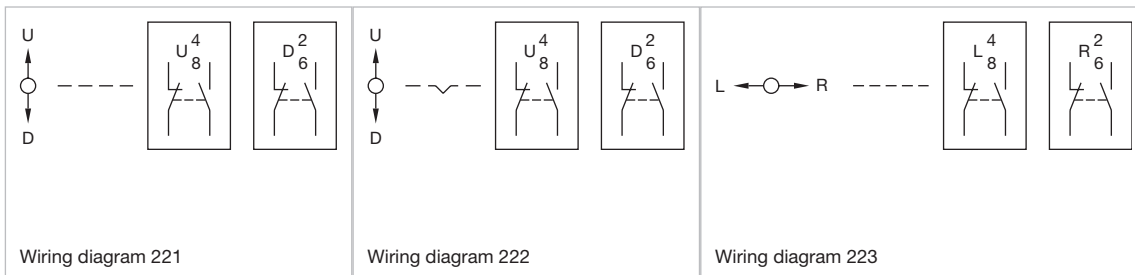 U
D
U 4
8
D 2
6
Wiring diagram 221
U
D
U 4
8
D 2
6
Wiring diagram 222
L
R
L 4
8
R 2
6
Wiring diagram 223